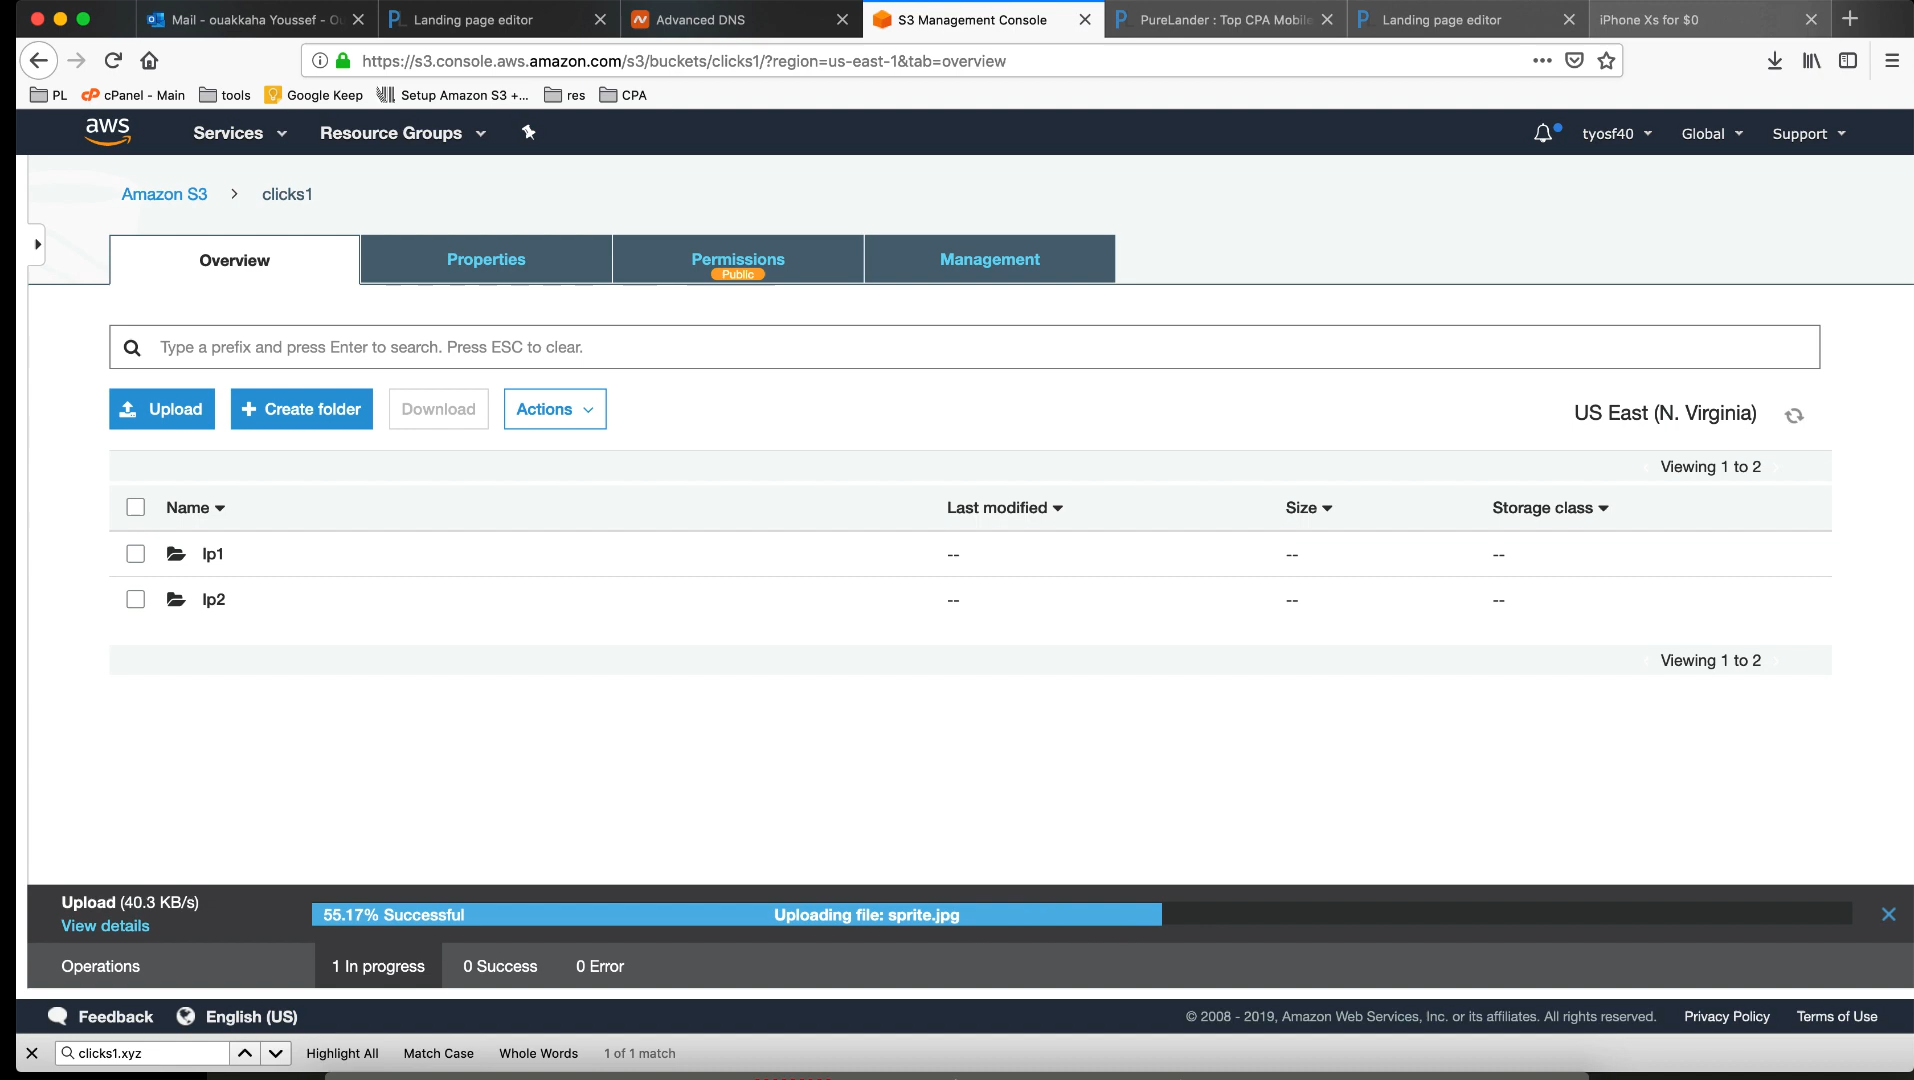 Mail - ouakkaha Youssef - O
Landing page editor
Advanced DNS
S3 Management Console
PureLander : Top CPA Mobile
Landing page editor
iPhone Xs for $0
https://s3.console.aws.amazon.com/s3/buckets/clicks1/?region=us-east-1&tab=overview
PL
cPanel - Main
tools
Google Keep
Setup Amazon S3 +...
res
CPA
aws
Services
Resource Groups
tyosf40
Global
Support
Amazon S3 > clicks1
Overview
Properties
Permissions
Public
Management
Type a prefix and press Enter to search. Press ESC to clear.
Upload
Create folder
Download
Actions
US East (N. Virginia)
Viewing 1 to 2
Name
Last modified
Size
Storage class
lp1 -- -- --
lp2 -- -- --
Viewing 1 to 2
Upload (40.3 KB/s)
View details
55.17% Successful
Uploading file: sprite.jpg
Operations
1 In progress
0 Success
0 Error
Feedback
English (US)
© 2008 - 2019, Amazon Web Services, Inc. or its affiliates. All rights reserved.
Privacy Policy
Terms of Use
clicks1.xyz
Highlight All
Match Case
Whole Words
1 of 1 match